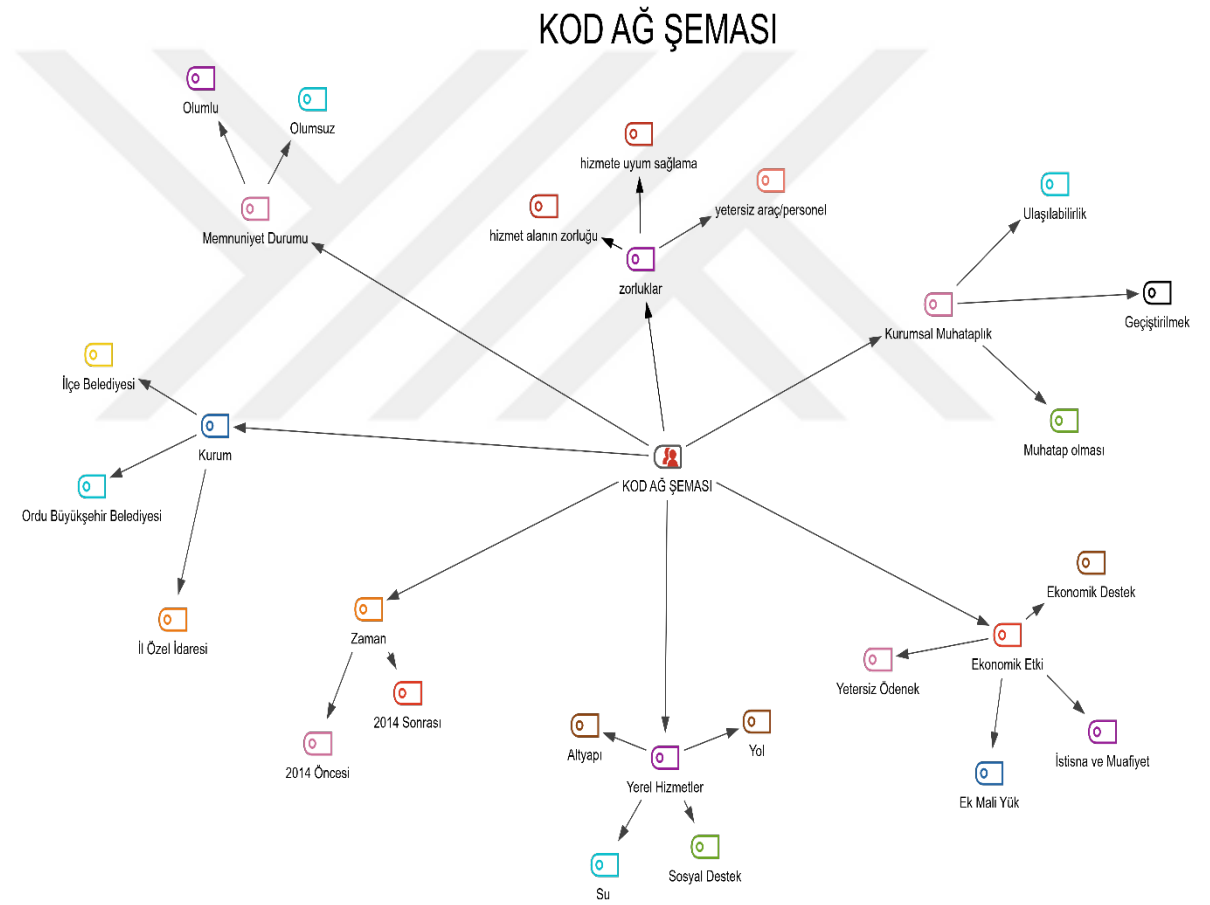 KOD AĞ ŞEMASI
Olumlu
Olumsuz
Memnuniyet Durumu
hizmete uyum sağlama
yetersiz araç/personel
hizmet alanın zorluğu
zorluklar
Ulaşılabilirlik
Geçiştirilmek
Kurumsal Muhataplık
Muhatap olması
İlçe Belediyesi
Kurum
Ordu Büyükşehir Belediyesi
İl Özel İdaresi
KOD AĞ ŞEMASI
Zaman
2014 Sonrası
2014 Öncesi
Altyapı
Yol
Yerel Hizmetler
Su
Sosyal Destek
Ekonomik Destek
Ekonomik Etki
Yetersiz Ödenek
İstisna ve Muafiyet
Ek Mali Yük